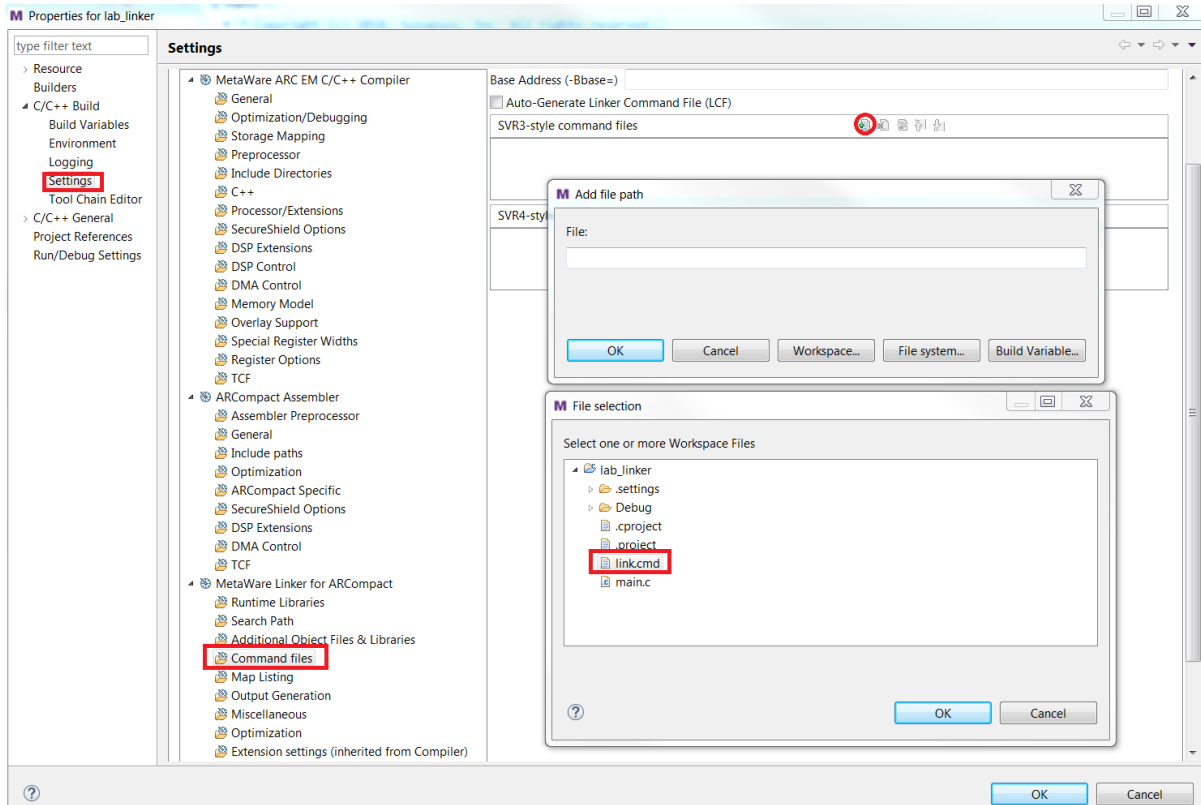 M Properties for lab_linker
type filter text
Resource
Builders
C/C++ Build
Build Variables
Environment
Logging
Settings
Tool Chain Editor
C/C++ General
Project References
Run/Debug Settings
Settings
MetaWare ARC EM C/C++ Compiler
General
Optimization/Debugging
Storage Mapping
Preprocessor
Include Directories
C++
Processor/Extensions
SecureShield Options
DSP Extensions
DSP Control
DMA Control
Memory Model
Overlay Support
Special Register Widths
Register Options
TCF
ARCompact Assembler
Assembler Preprocessor
General
Include paths
Optimization
ARCompact Specific
SecureShield Options
DSP Extensions
DMA Control
TCF
MetaWare Linker for ARCompact
Runtime Libraries
Search Path
Additional Object Files & Libraries
Command files
Map Listing
Output Generation
Miscellaneous
Optimization
Extension settings (inherited from Compiler)
Base Address (-Bbase=)
Auto-Generate Linker Command File (LCF)
SVR3-style command files
SVR4-styl
M Add file path
File:
OK Cancel Workspace... File system... Build Variable...
M File selection
Select one or more Workspace Files
lab_linker
.settings
Debug
.cproject
.project
link.cmd
main.c
? OK Cancel
? OK Cancel